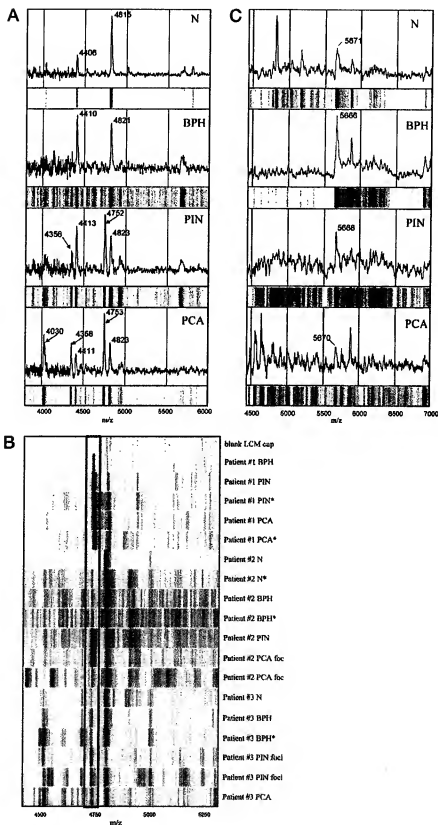 A
N
4406
4815
BPH
4410
4821
PIN
4356
4413
4752
4823
PCA
4030
4358
4411
4753
4823
4000 4500 5000 5500 6000
m/z
C
N
5671
BPH
5666
PIN
5668
PCA
5670
4500 5000 5500 6000 6500 7000
m/z
B
blank LCM cap
Patient #1 BPH
Patient #1 PIN
Patient #1 PIN*
Patient #1 PCA
Patient #1 PCA*
Patient #2 N
Patient #2 N*
Patient #2 BPH
Patient #2 BPH*
Patient #2 PIN
Patient #2 PCA foc
Patient #2 PCA foc
Patient #3 N
Patient #3 BPH
Patient #3 BPH*
Patient #3 PIN foci
Patient #3 PIN foci
Patient #3 PCA
4500 4750 5000 5250
m/z